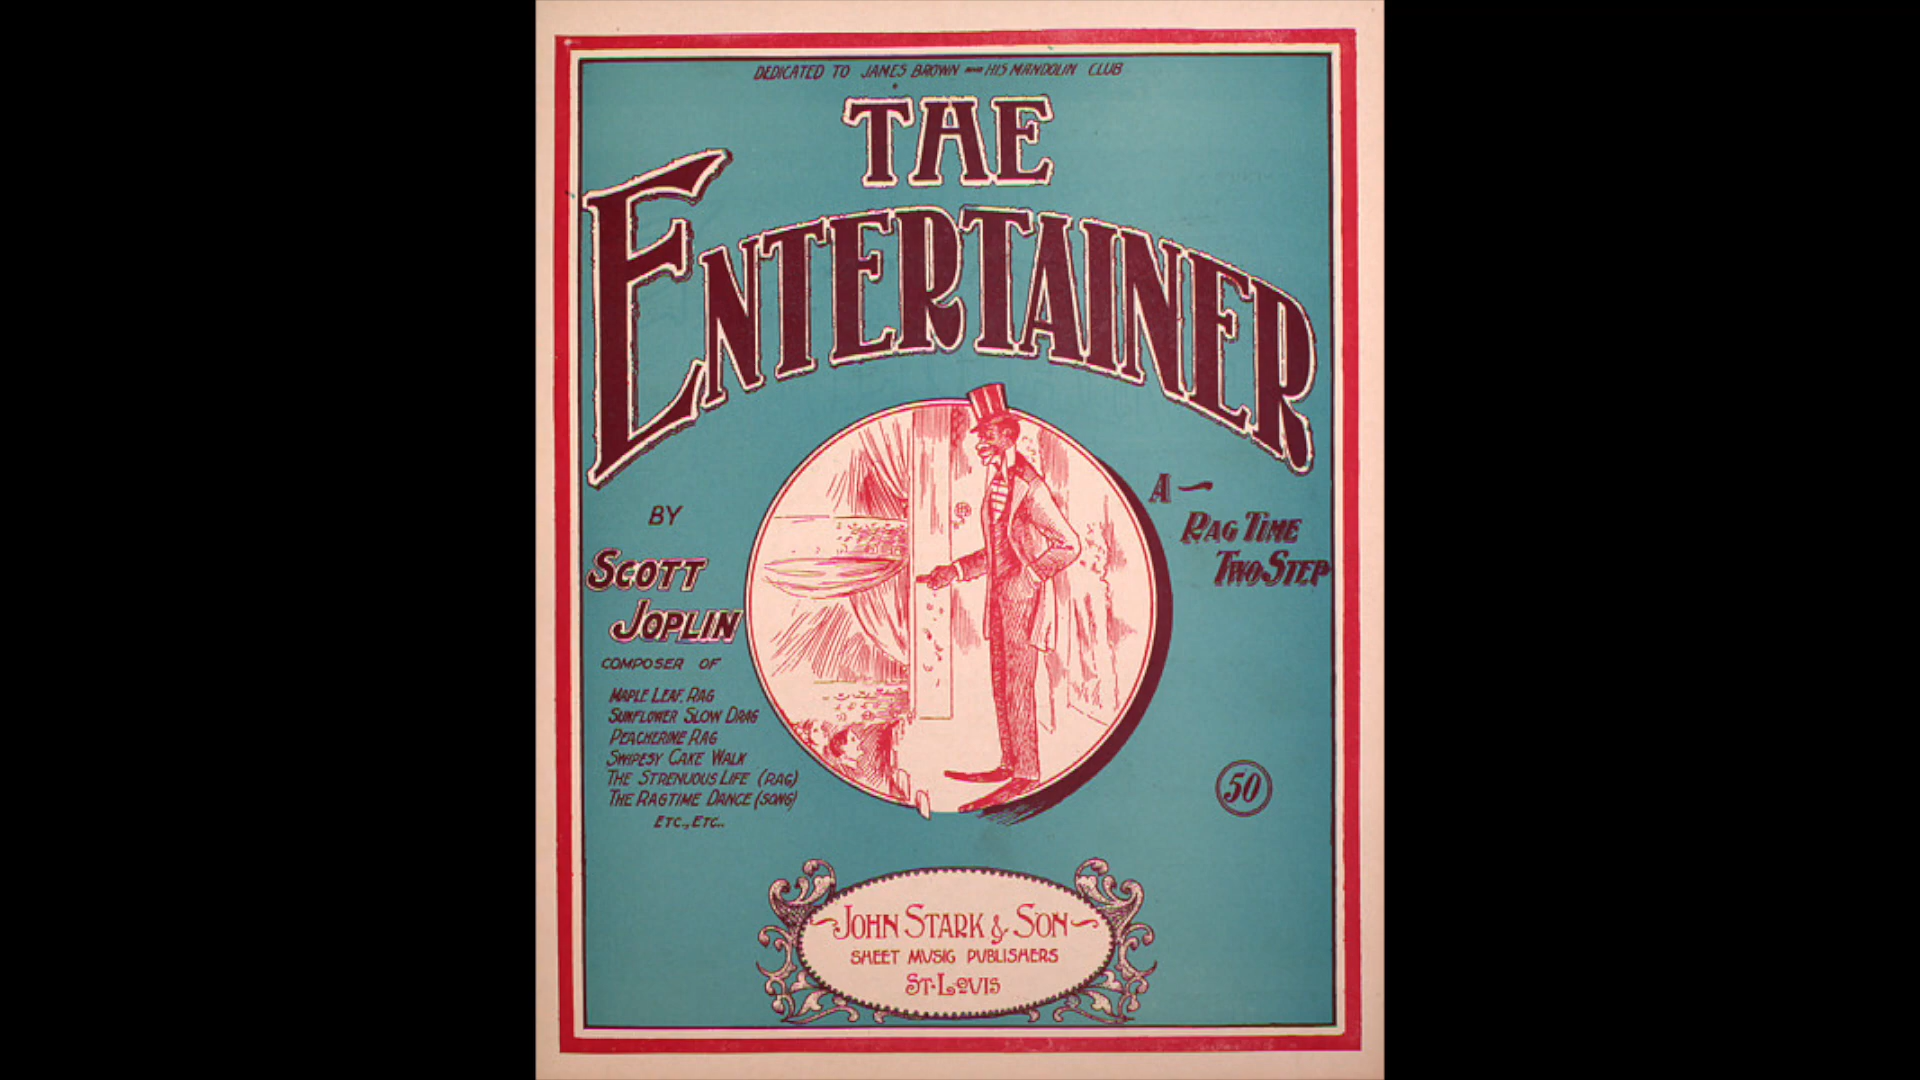 DEDICATED TO JAMES BROWN AND HIS MANDOLIN CLUB
THE
ENTERTAINER
BY
SCOTT
JOPLIN
COMPOSER OF
MAPLE LEAF RAG
SUNFLOWER SLOW DRAG
PEACHERINE RAG
SWIPESY CAKE WALK
THE STRENUOUS LIFE (RAG)
THE RAGTIME DANCE (SONG)
ETC., ETC..
A
RAG TIME
TWO STEP
50
JOHN STARK & SON
SHEET MUSIC PUBLISHERS
ST. LOUIS